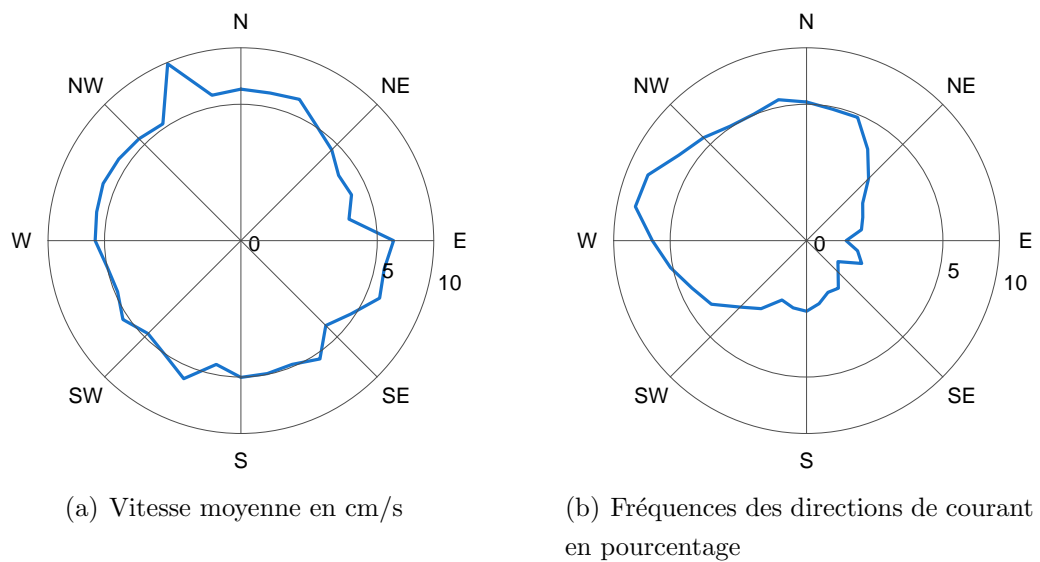 N
NW
NE
W
0
E
5
10
SW
SE
S
(a) Vitesse moyenne en cm/s
N
NW
NE
W
0
E
5
10
SW
SE
S
(b) Fréquences des directions de courant
en pourcentage